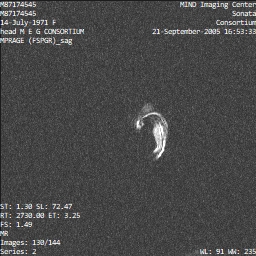 M87174545
M87174545
14-July-1971 F
head M E G CONSORTIUM
MPRAGE (FSPGR)_sag
MIND Imaging Center
Sonata
Consortium
21-September-2005 16:53:33
ST: 1.30 SL: 72.47
RT: 2730.00 ET: 3.25
FS: 1.49
MR
Images: 130/144
Series: 2
WL: 91 WW: 235